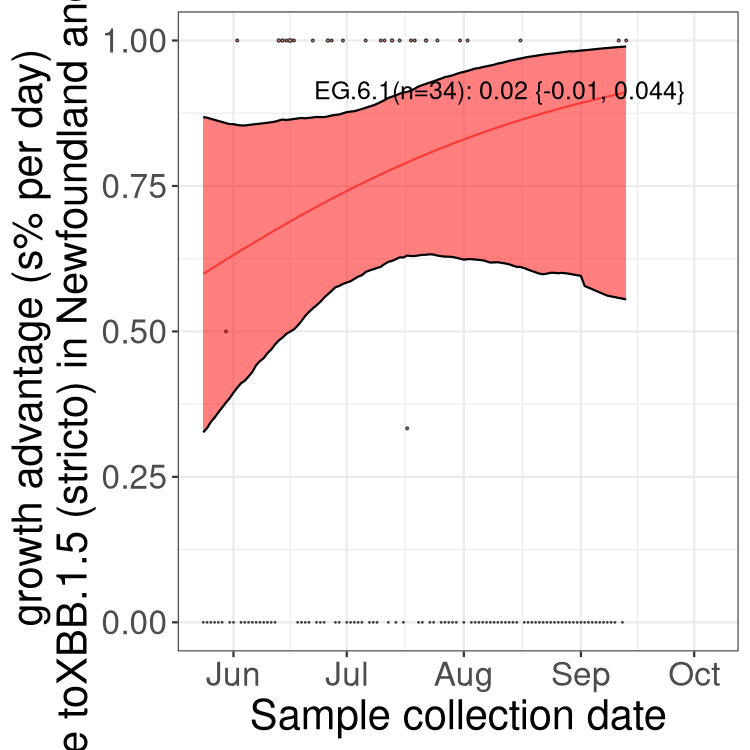 growth advantage (s% per day)
toXBB.1.5 (stricto) in Newfoundland
1.00
0.75
0.50
0.25
0.00
EG.6.1(n=34): 0.02 {-0.01, 0.044}
Jun Jul Aug Sep Oct
Sample collection date